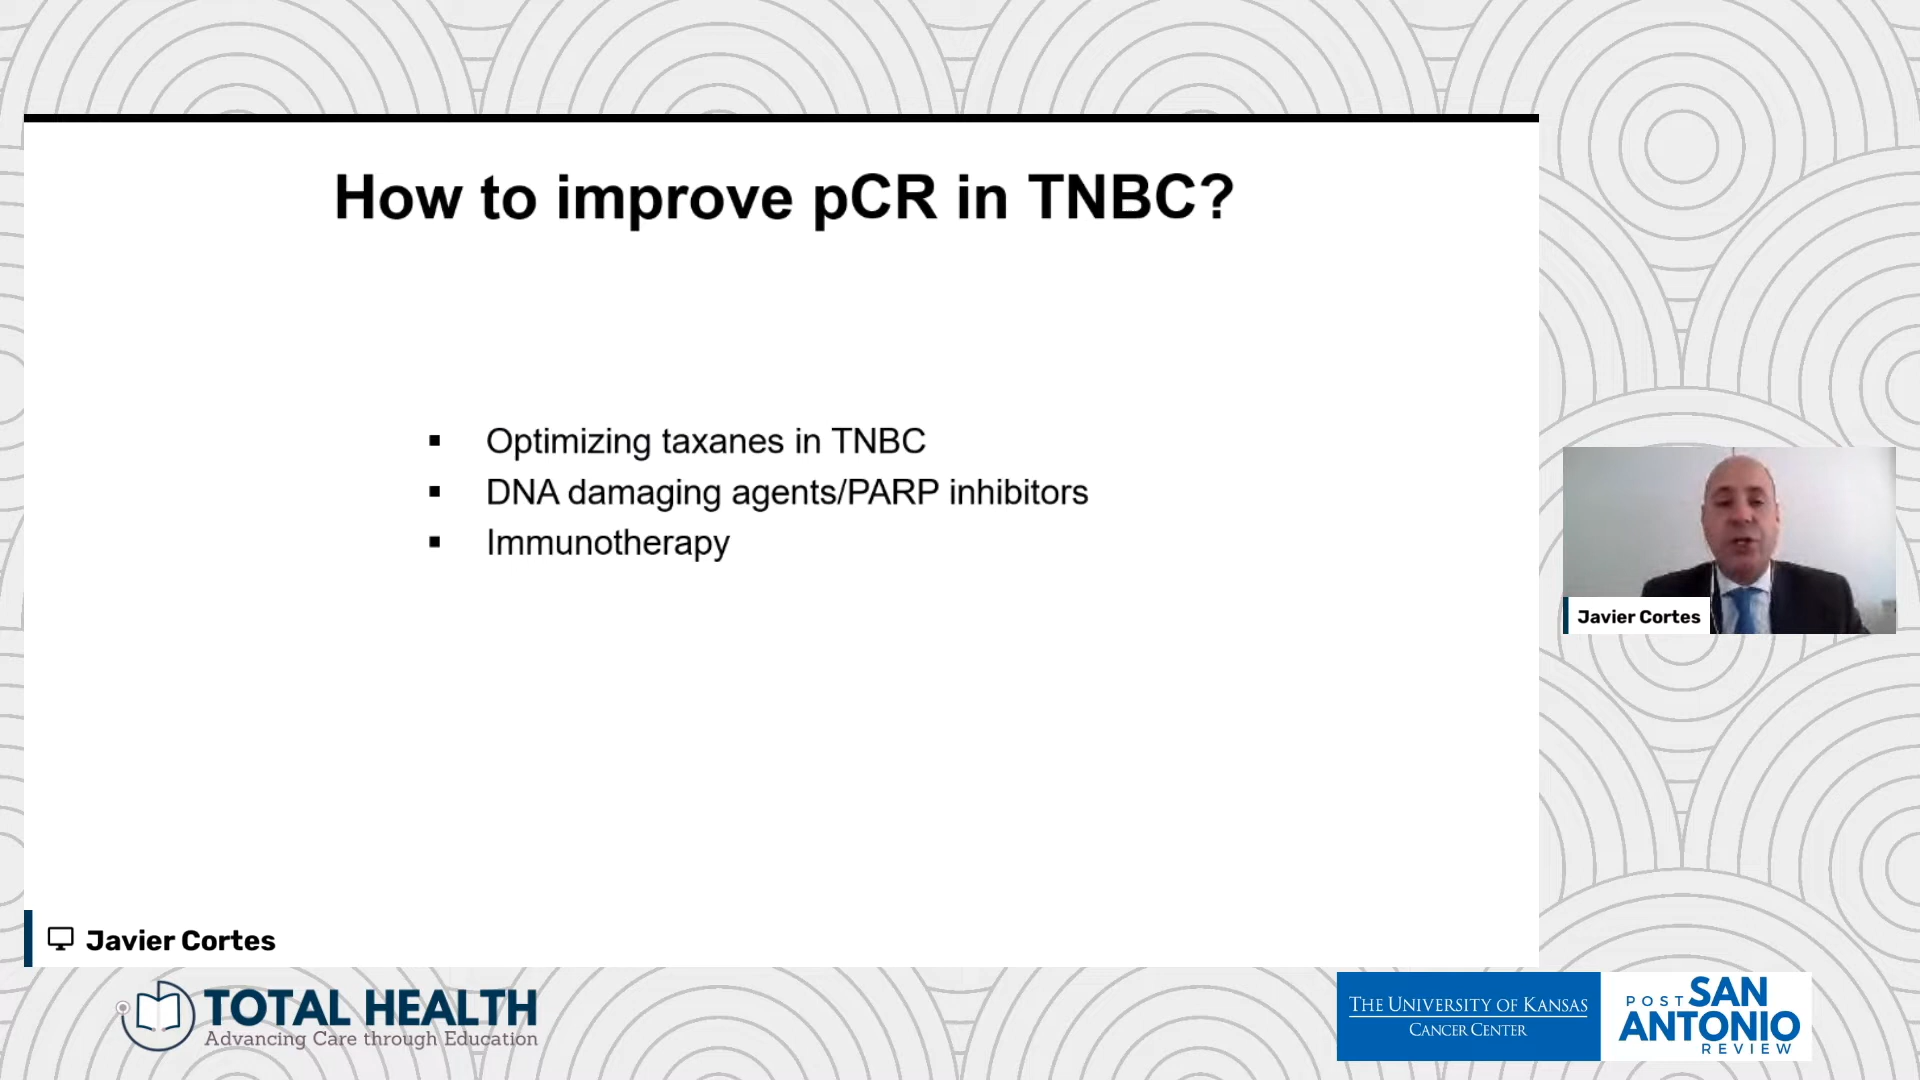 How to improve pCR in TNBC?
▪ Optimizing taxanes in TNBC
▪ DNA damaging agents/PARP inhibitors
▪ Immunotherapy
Javier Cortes
Javier Cortes
TOTAL HEALTH
Advancing Care through Education
THE UNIVERSITY OF KANSAS
CANCER CENTER
POST SAN
ANTONIO
REVIEW